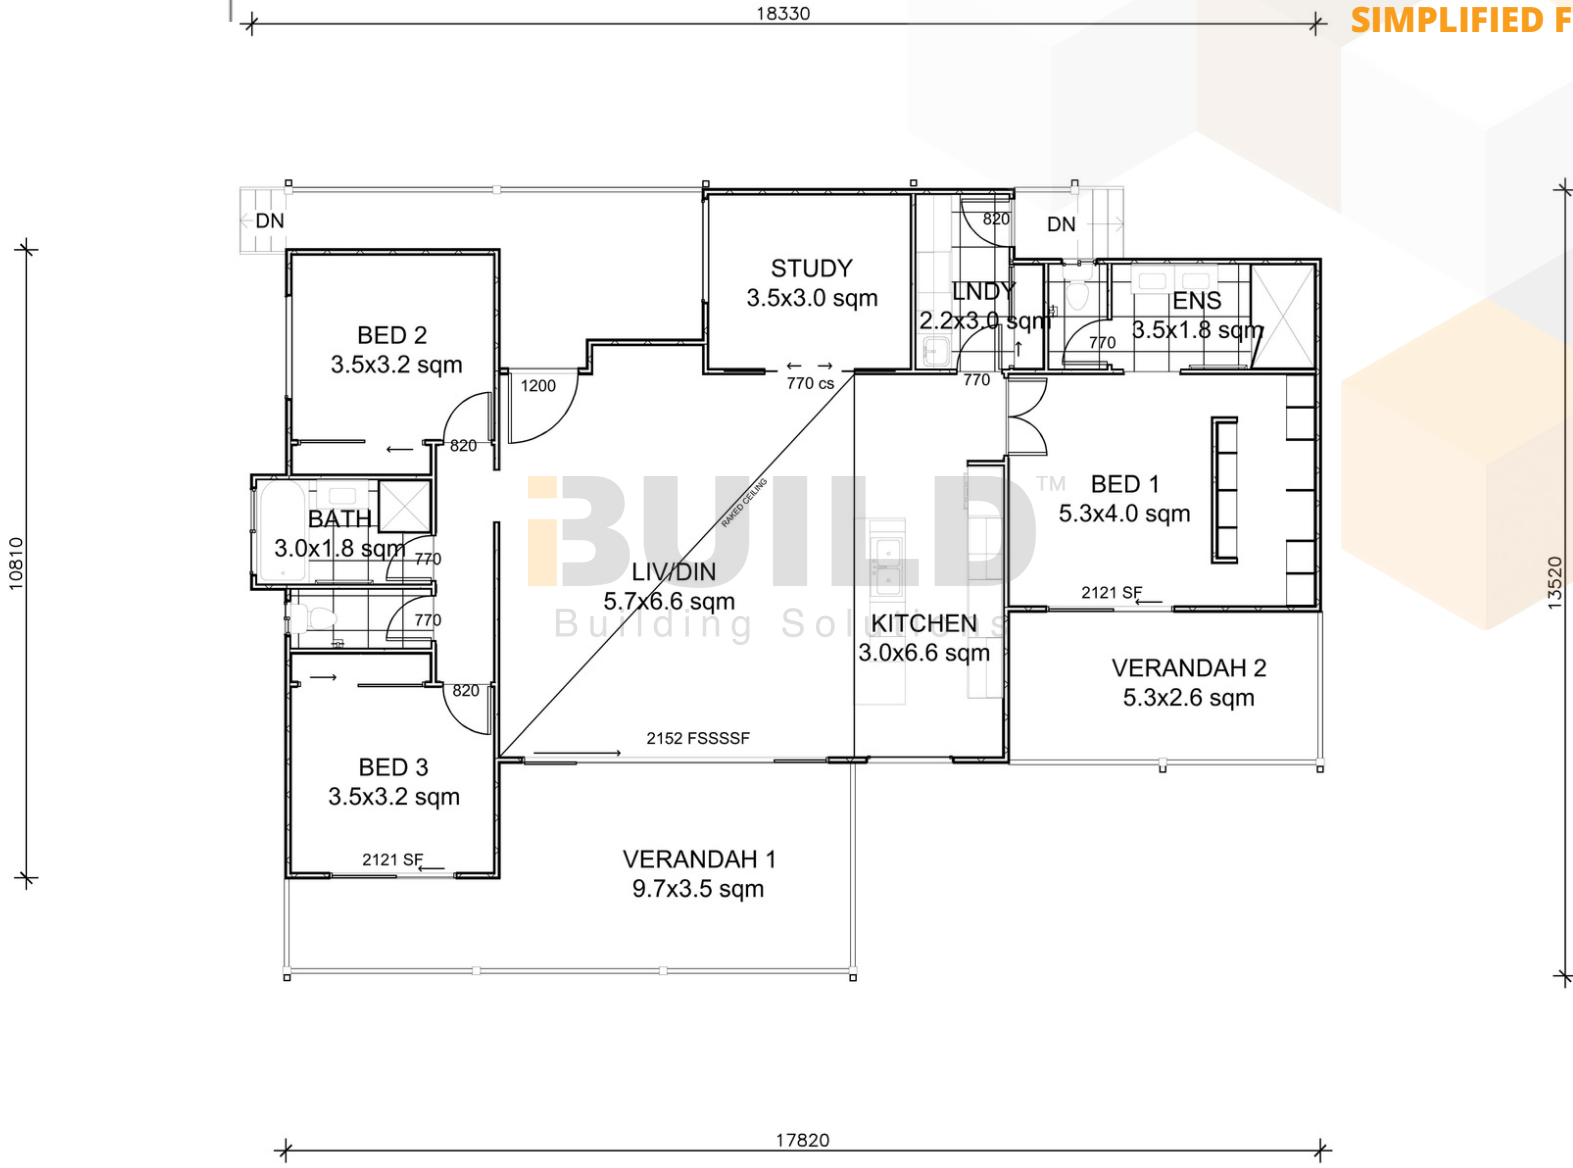 18330
SIMPLIFIED F
DN
820
DN
STUDY
3.5x3.0 sqm
LNDY
2.2x3.0 sqm
ENS
3.5x1.8 sqm
BED 2
3.5x3.2 sqm
770
1200
770 cs
770
820
RAKED CEILING
BED 1
5.3x4.0 sqm
iBUILD™
Building Solutions
BATH
3.0x1.8 sqm
770
10810
13520
LIV/DIN
5.7x6.6 sqm
2121 SF
770
KITCHEN
3.0x6.6 sqm
VERANDAH 2
5.3x2.6 sqm
820
2152 FSSSSF
BED 3
3.5x3.2 sqm
2121 SF
VERANDAH 1
9.7x3.5 sqm
17820